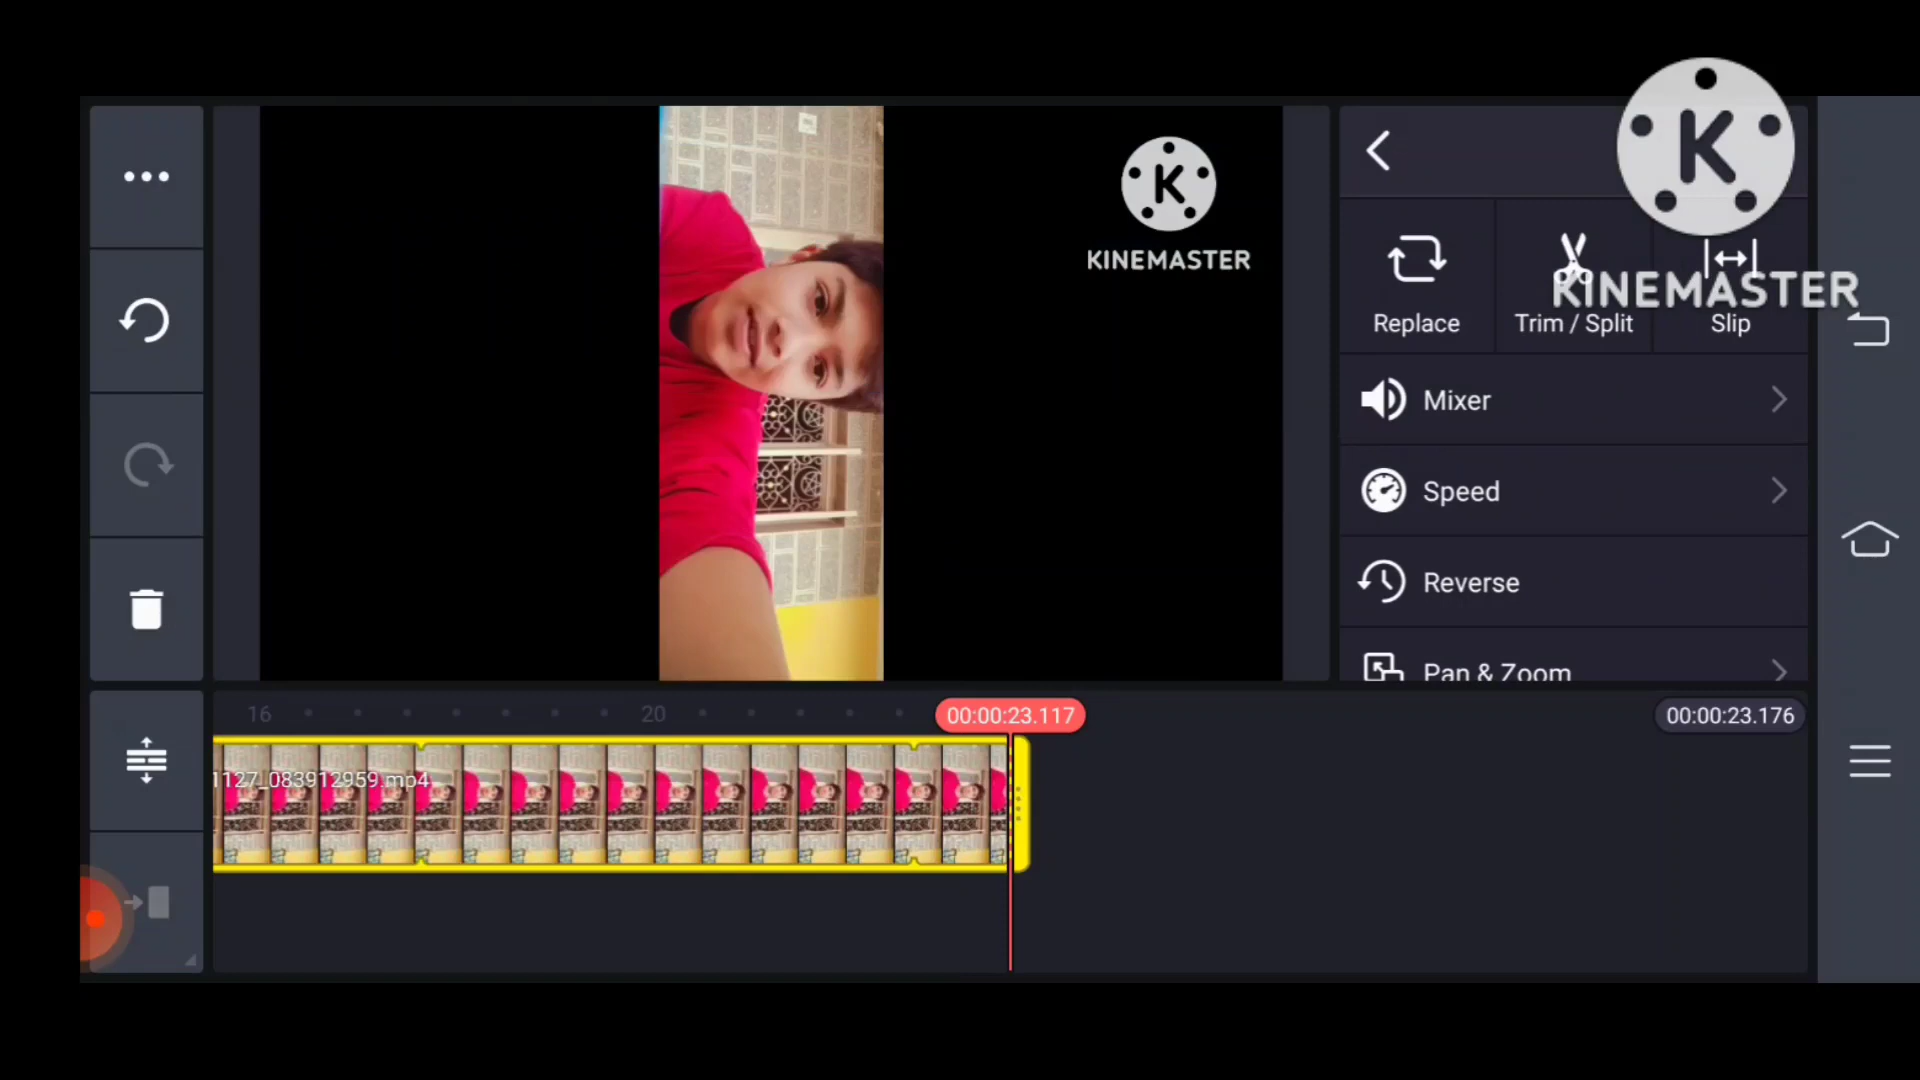 K
KINEMASTER
K
KINEMASTER
Replace
Trim / Split
Slip
Mixer
Speed
Reverse
Pan & Zoom
16
20
00:00:23.117
00:00:23.176
1127_083912959.mp4